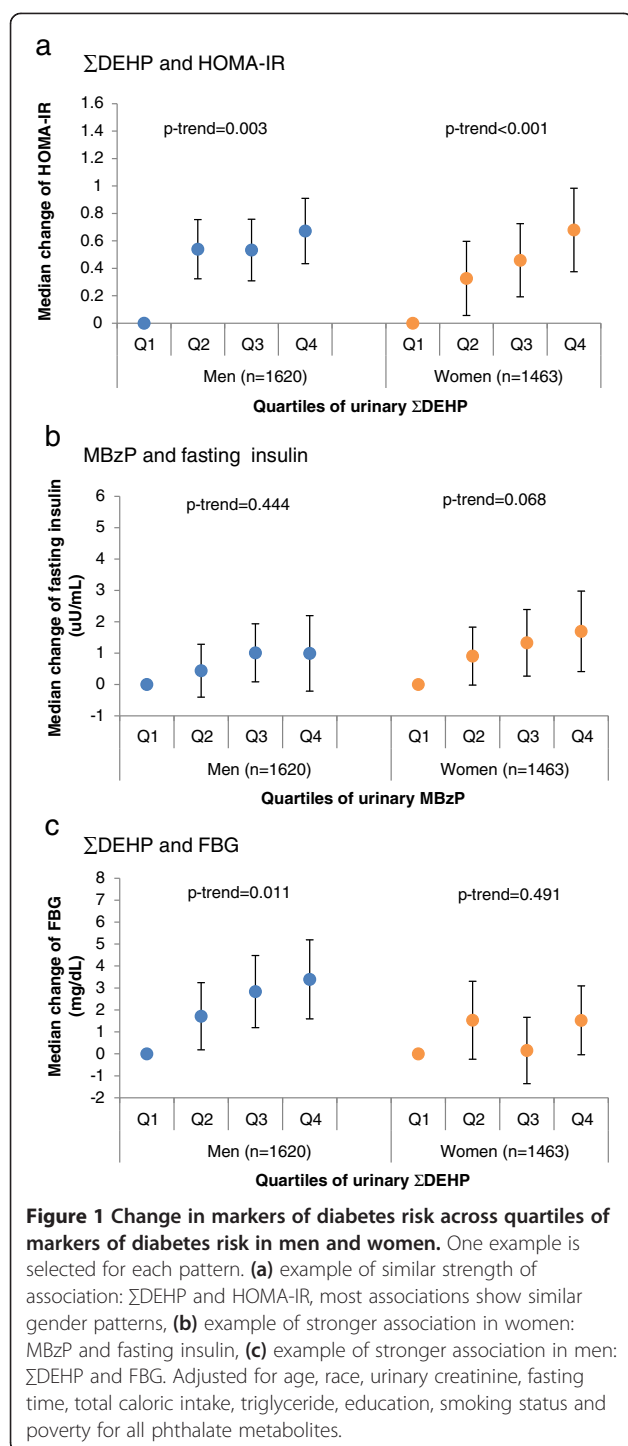 a
ΣDEHP and HOMA-IR
Median change of HOMA-IR
1.6
1.4
1.2
1
0.8
0.6
0.4
0.2
0
p-trend=0.003 p-trend<0.001
Q1 Q2 Q3 Q4 Q1 Q2 Q3 Q4
Men (n=1620) Women (n=1463)
Quartiles of urinary ΣDEHP
b
MBzP and fasting insulin
Median change of fasting insulin
(uU/mL)
6
5
4
3
2
1
0
-1
p-trend=0.444 p-trend=0.068
Q1 Q2 Q3 Q4 Q1 Q2 Q3 Q4
Men (n=1620) Women (n=1463)
Quartiles of urinary MBzP
c
ΣDEHP and FBG
Median change of FBG
(mg/dL)
8
7
6
5
4
3
2
1
0
-1
-2
p-trend=0.011 p-trend=0.491
Q1 Q2 Q3 Q4 Q1 Q2 Q3 Q4
Men (n=1620) Women (n=1463)
Quartiles of urinary ΣDEHP
Figure 1 Change in markers of diabetes risk across quartiles of
markers of diabetes risk in men and women. One example is
selected for each pattern. (a) example of similar strength of
association: ΣDEHP and HOMA-IR, most associations show similar
gender patterns, (b) example of stronger association in women:
MBzP and fasting insulin, (c) example of stronger association in men:
ΣDEHP and FBG. Adjusted for age, race, urinary creatinine, fasting
time, total caloric intake, triglyceride, education, smoking status and
poverty for all phthalate metabolites.